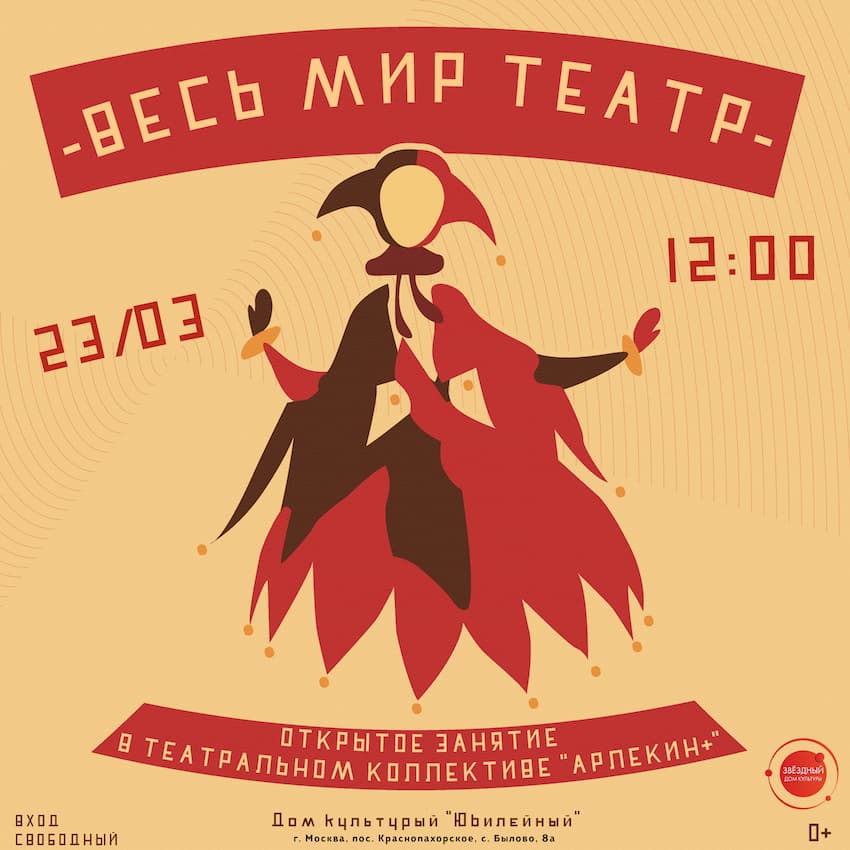 -ВЕСЬ МИР ТЕАТР-
12:00
23/03
ОТКРЫТОЕ ЗАНЯТИЕ
В ТЕАТРАЛЬНОМ КОЛЛЕКТИВЕ "АРЛЕКИН+"
ЗВЁЗДНЫЙ
ДОМ КУЛЬТУРЫ
ВХОД
СВОБОДНЫЙ
Дом культурый "Юбилейный"
г. Москва, пос. Краснопахорское, с. Былово, 8а
0+